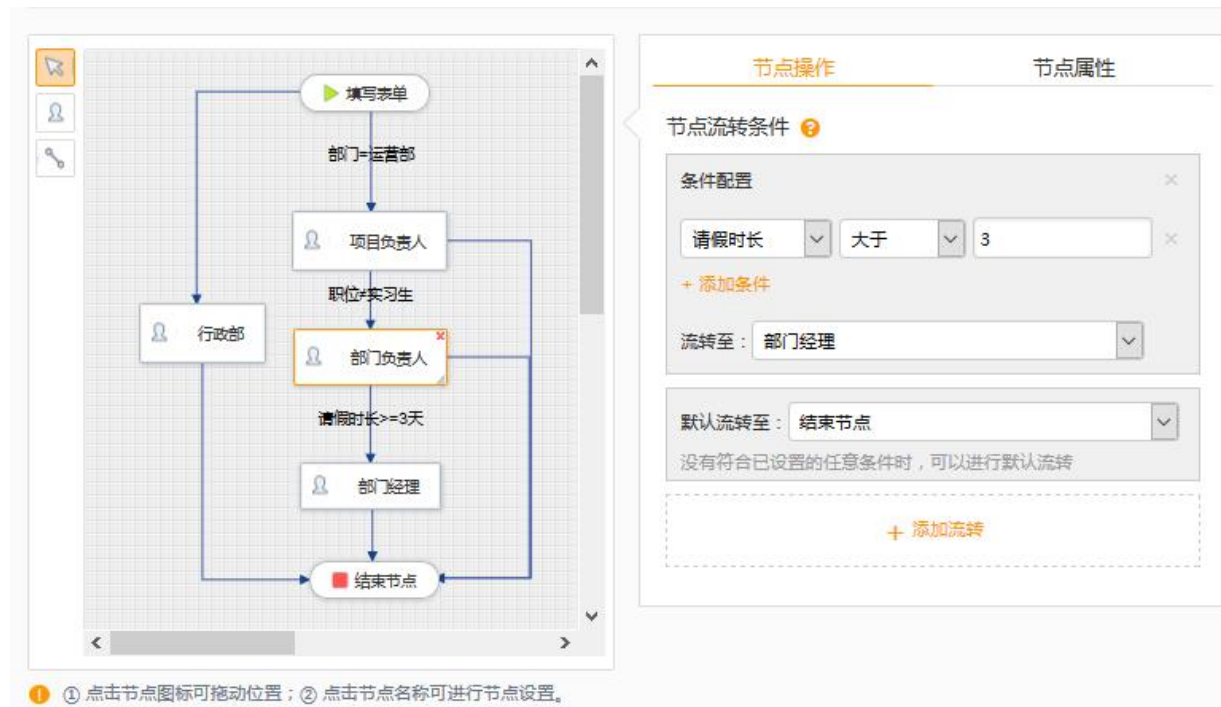 填写表单
部门=运营部
项目负责人
职位≠实习生
行政部
部门负责人
请假时长>=3天
部门经理
结束节点
节点操作 节点属性
节点流转条件
条件配置
请假时长 大于 3
+ 添加条件
流转至： 部门经理
默认流转至： 结束节点
没有符合已设置的任意条件时，可以进行默认流转
+ 添加流转
① 点击节点图标可拖动位置；② 点击节点名称可进行节点设置。